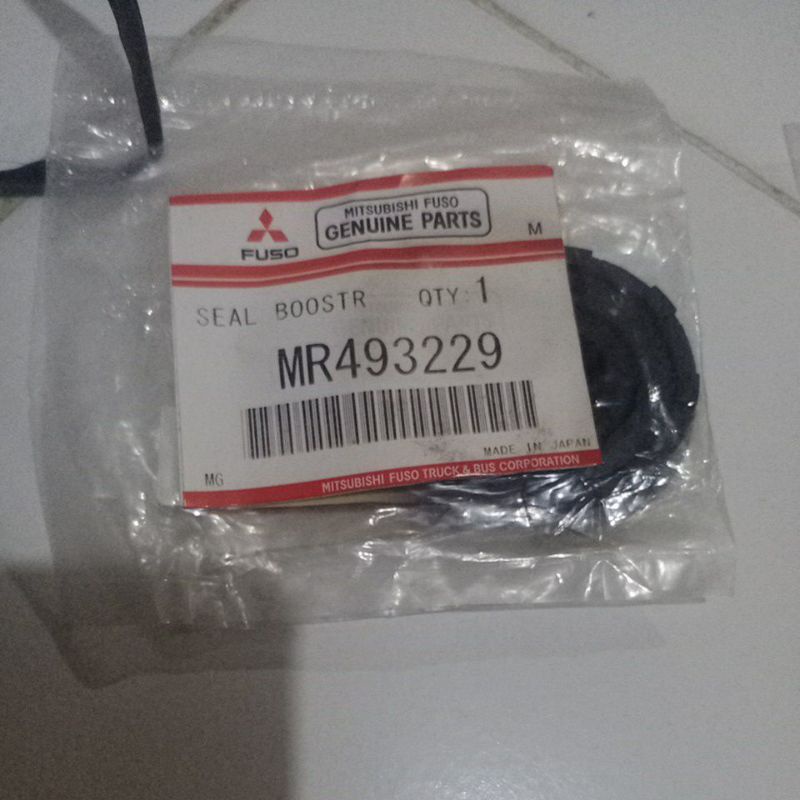 FUSO
MITSUBISHI FUSO
GENUINE PARTS
M
SEAL BOOSTR QTY: 1
MR493229
MADE IN JAPAN
MG
MITSUBISHI FUSO TRUCK & BUS CORPORATION